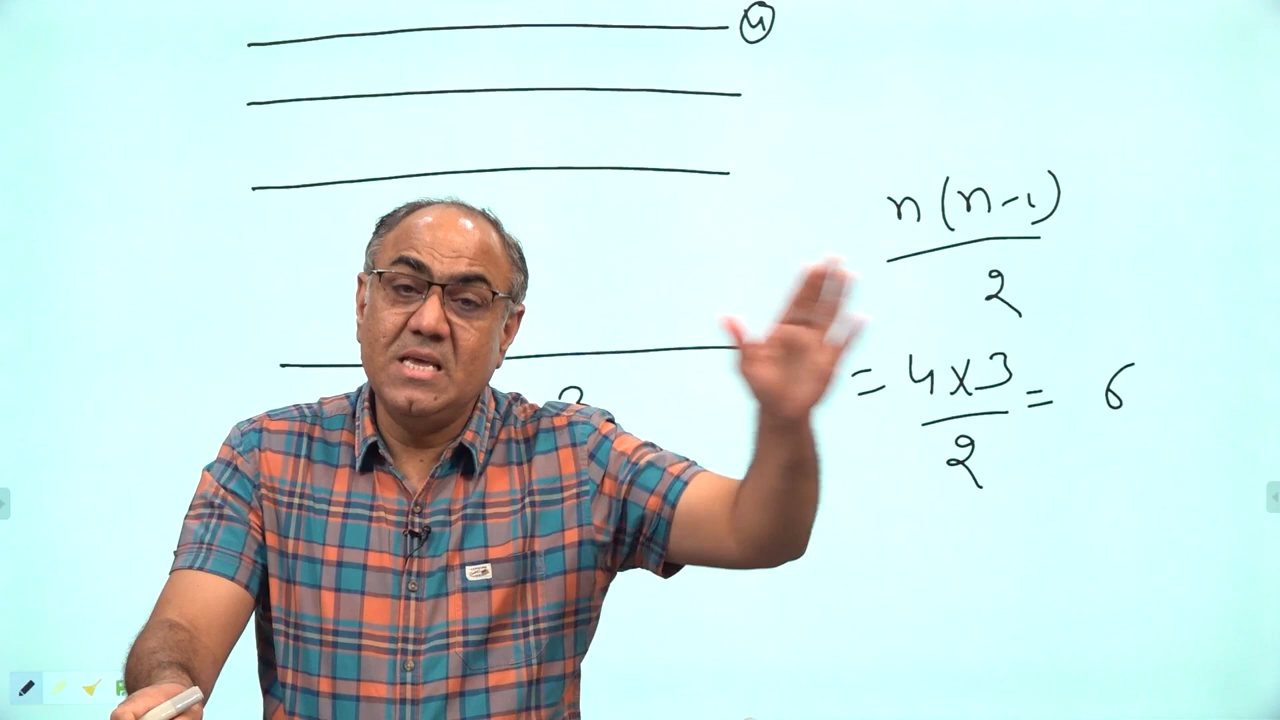 4
n(n-1)
2
= 4x3 = 6
2